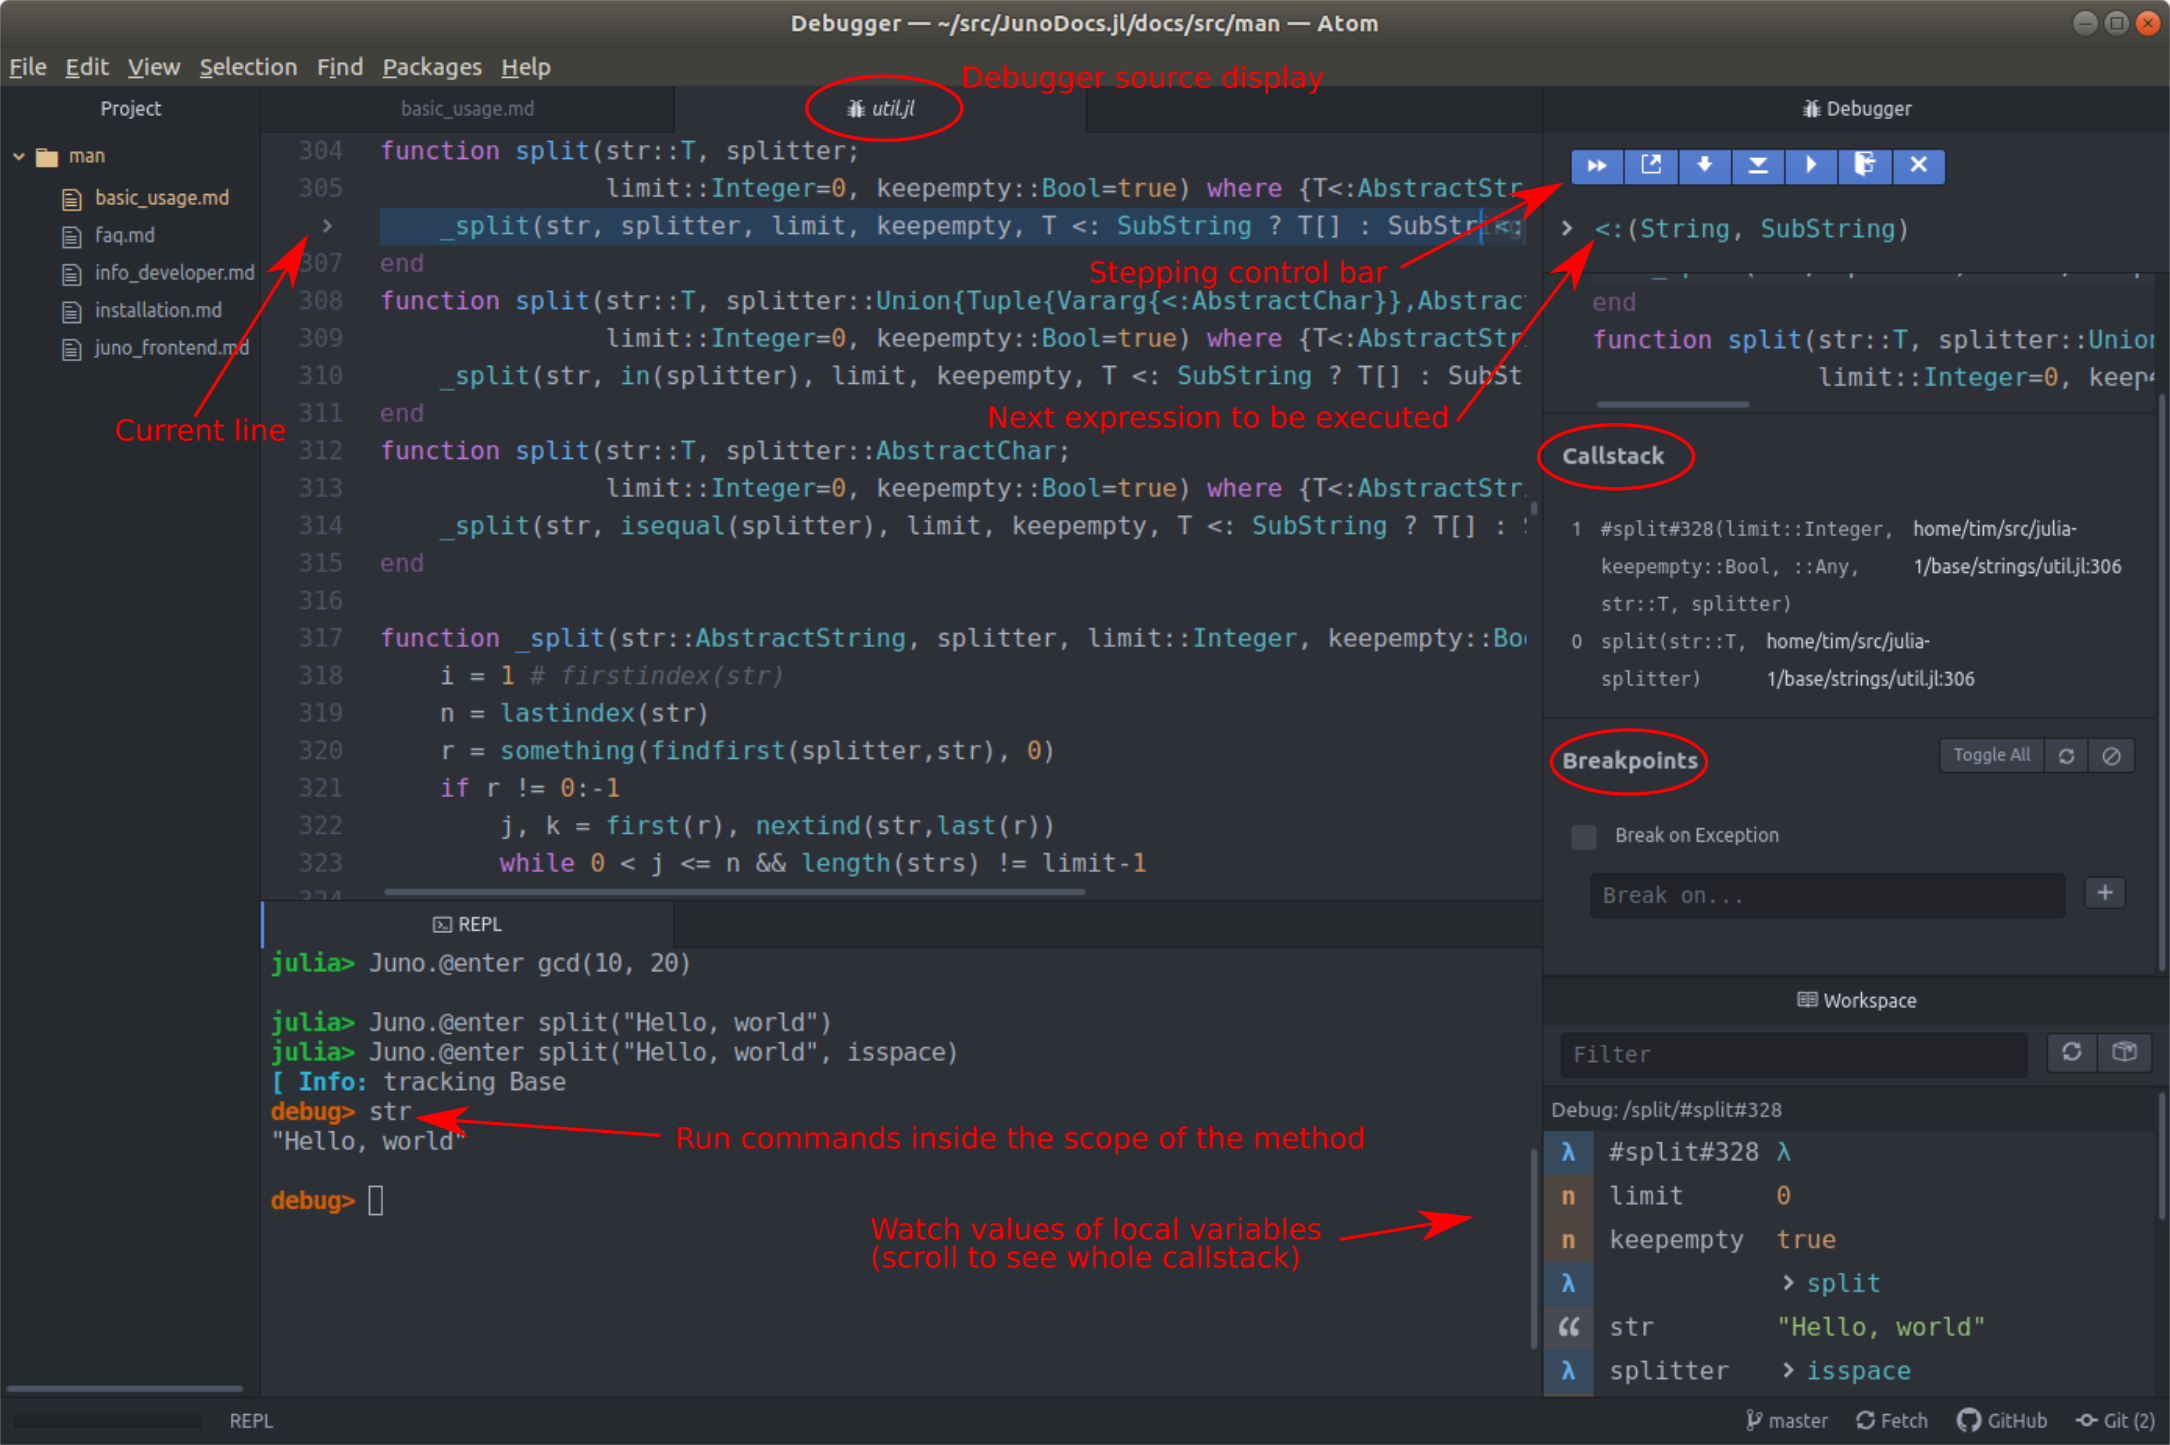 Debugger — ~/src/JunoDocs.jl/docs/src/man — Atom
File Edit View Selection Find Packages Help
Debugger source display
Project
man
basic_usage.md
faq.md
info_developer.md
installation.md
juno_frontend.md
Current line
basic_usage.md
util.jl
304 function split(str::T, splitter;
305 limit::Integer=0, keepempty::Bool=true) where {T<:AbstractStr
_split(str, splitter, limit, keepempty, T <: SubString ? T[] : SubString
307 end
308 function split(str::T, splitter::Union{Tuple{Vararg{<:AbstractChar}},Abstrac
309 limit::Integer=0, keepempty::Bool=true) where {T<:AbstractStr
310 _split(str, in(splitter), limit, keepempty, T <: SubString ? T[] : SubSt
311 end
312 function split(str::T, splitter::AbstractChar;
313 limit::Integer=0, keepempty::Bool=true) where {T<:AbstractStr
314 _split(str, isequal(splitter), limit, keepempty, T <: SubString ? T[] :
315 end
316
317 function _split(str::AbstractString, splitter, limit::Integer, keepempty::Bo
318 i = 1 # firstindex(str)
319 n = lastindex(str)
320 r = something(findfirst(splitter,str), 0)
321 if r != 0:-1
322 j, k = first(r), nextind(str,last(r))
323 while 0 < j <= n && length(strs) != limit-1
324
Stepping control bar
Next expression to be executed
REPL
julia> Juno.@enter gcd(10, 20)
julia> Juno.@enter split("Hello, world")
julia> Juno.@enter split("Hello, world", isspace)
[ Info: tracking Base
debug> str
"Hello, world"
debug>
Run commands inside the scope of the method
Watch values of local variables
(scroll to see whole callstack)
Debugger
<:(String, SubString)
end
function split(str::T, splitter::Union
limit::Integer=0, keep
Callstack
1 #split#328(limit::Integer, home/tim/src/julia-
keepempty::Bool, ::Any, 1/base/strings/util.jl:306
str::T, splitter)
0 split(str::T, home/tim/src/julia-
splitter) 1/base/strings/util.jl:306
Breakpoints
Toggle All
Break on Exception
Break on...
+
Workspace
Filter
Debug: /split/#split#328
λ #split#328 λ
n limit 0
n keepempty true
λ > split
“ str "Hello, world"
λ splitter > isspace
REPL
master Fetch GitHub Git (2)